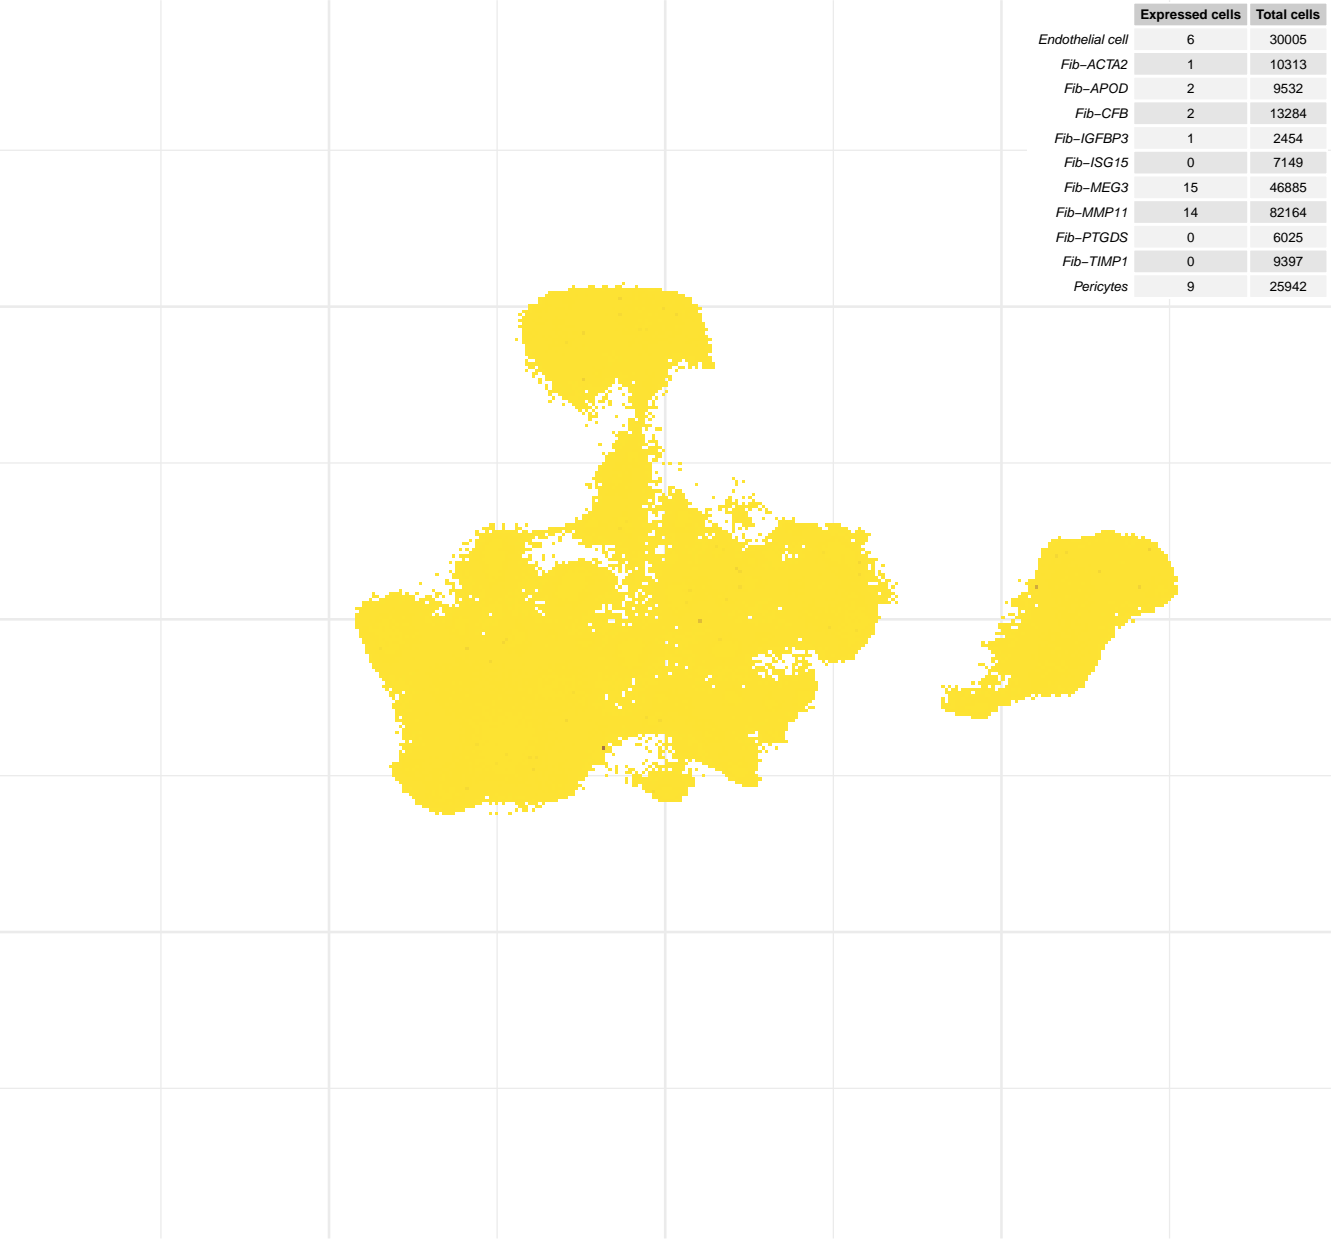 Expressed cells Total cells
Endothelial cell 6 30005
Fib−ACTA2 1 10313
Fib−APOD 2 9532
Fib−CFB 2 13284
Fib−IGFBP3 1 2454
Fib−ISG15 0 7149
Fib−MEG3 15 46885
Fib−MMP11 14 82164
Fib−PTGDS 0 6025
Fib−TIMP1 0 9397
Pericytes 9 25942